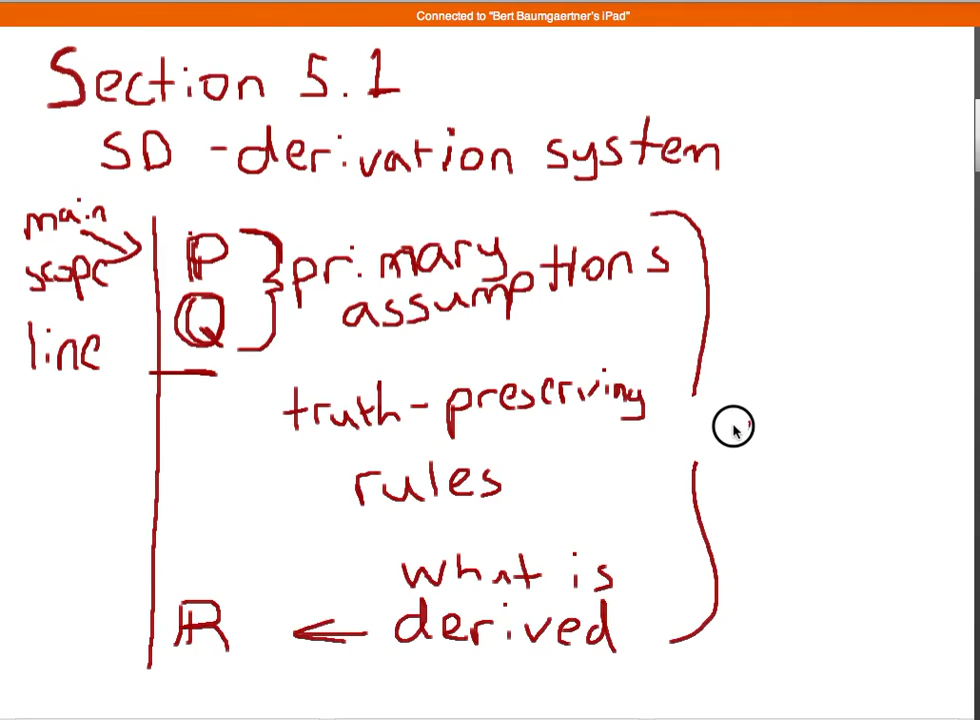 Connected to "Bert Baumgaertner's iPad"
Section 5.1
SD - derivation system
main
scope
line
P
Q
primary
assumptions
truth-preserving
rules
what is
R ← derived